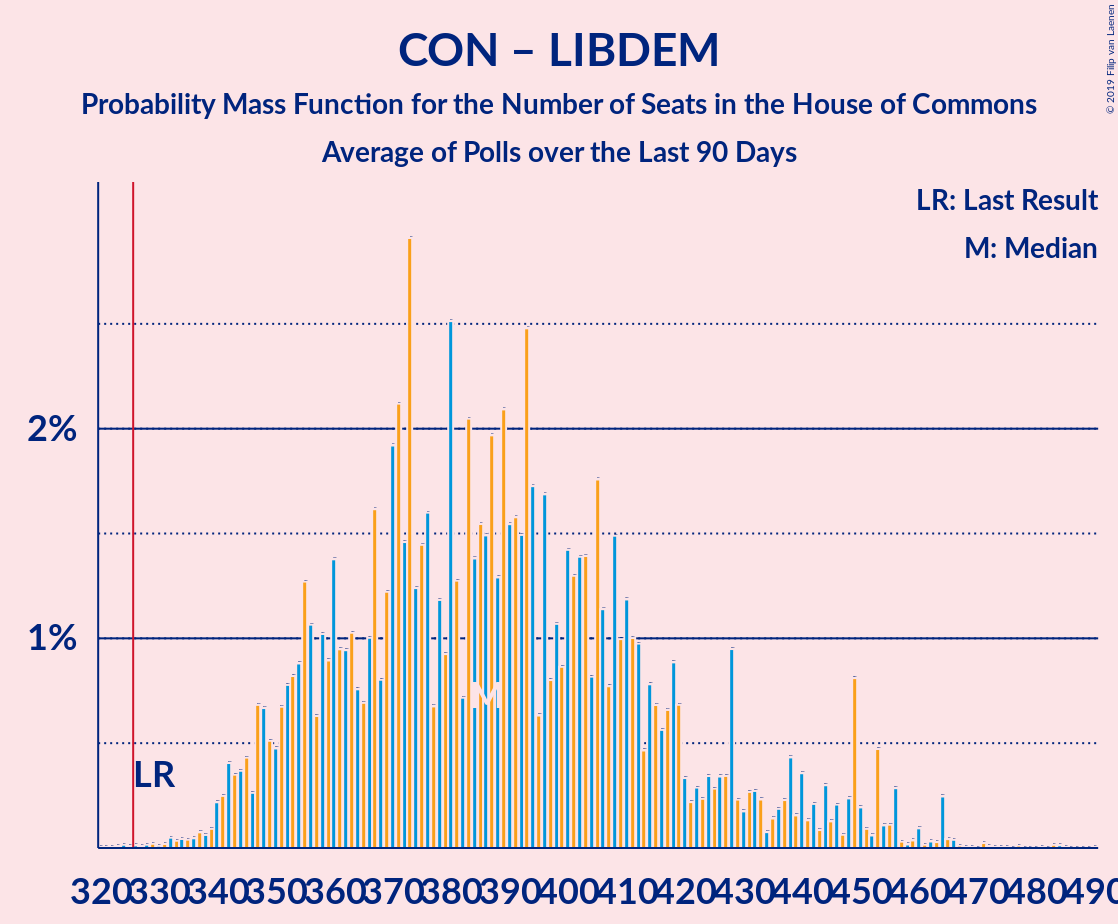 CON – LIBDEM
Probability Mass Function for the Number of Seats in the House of Commons
Average of Polls over the Last 90 Days
© 2019 Filip van Laenen
LR: Last Result
M: Median
2%
1%
LR
M
320 330 340 350 360 370 380 390 400 410 420 430 440 450 460 470 480 490